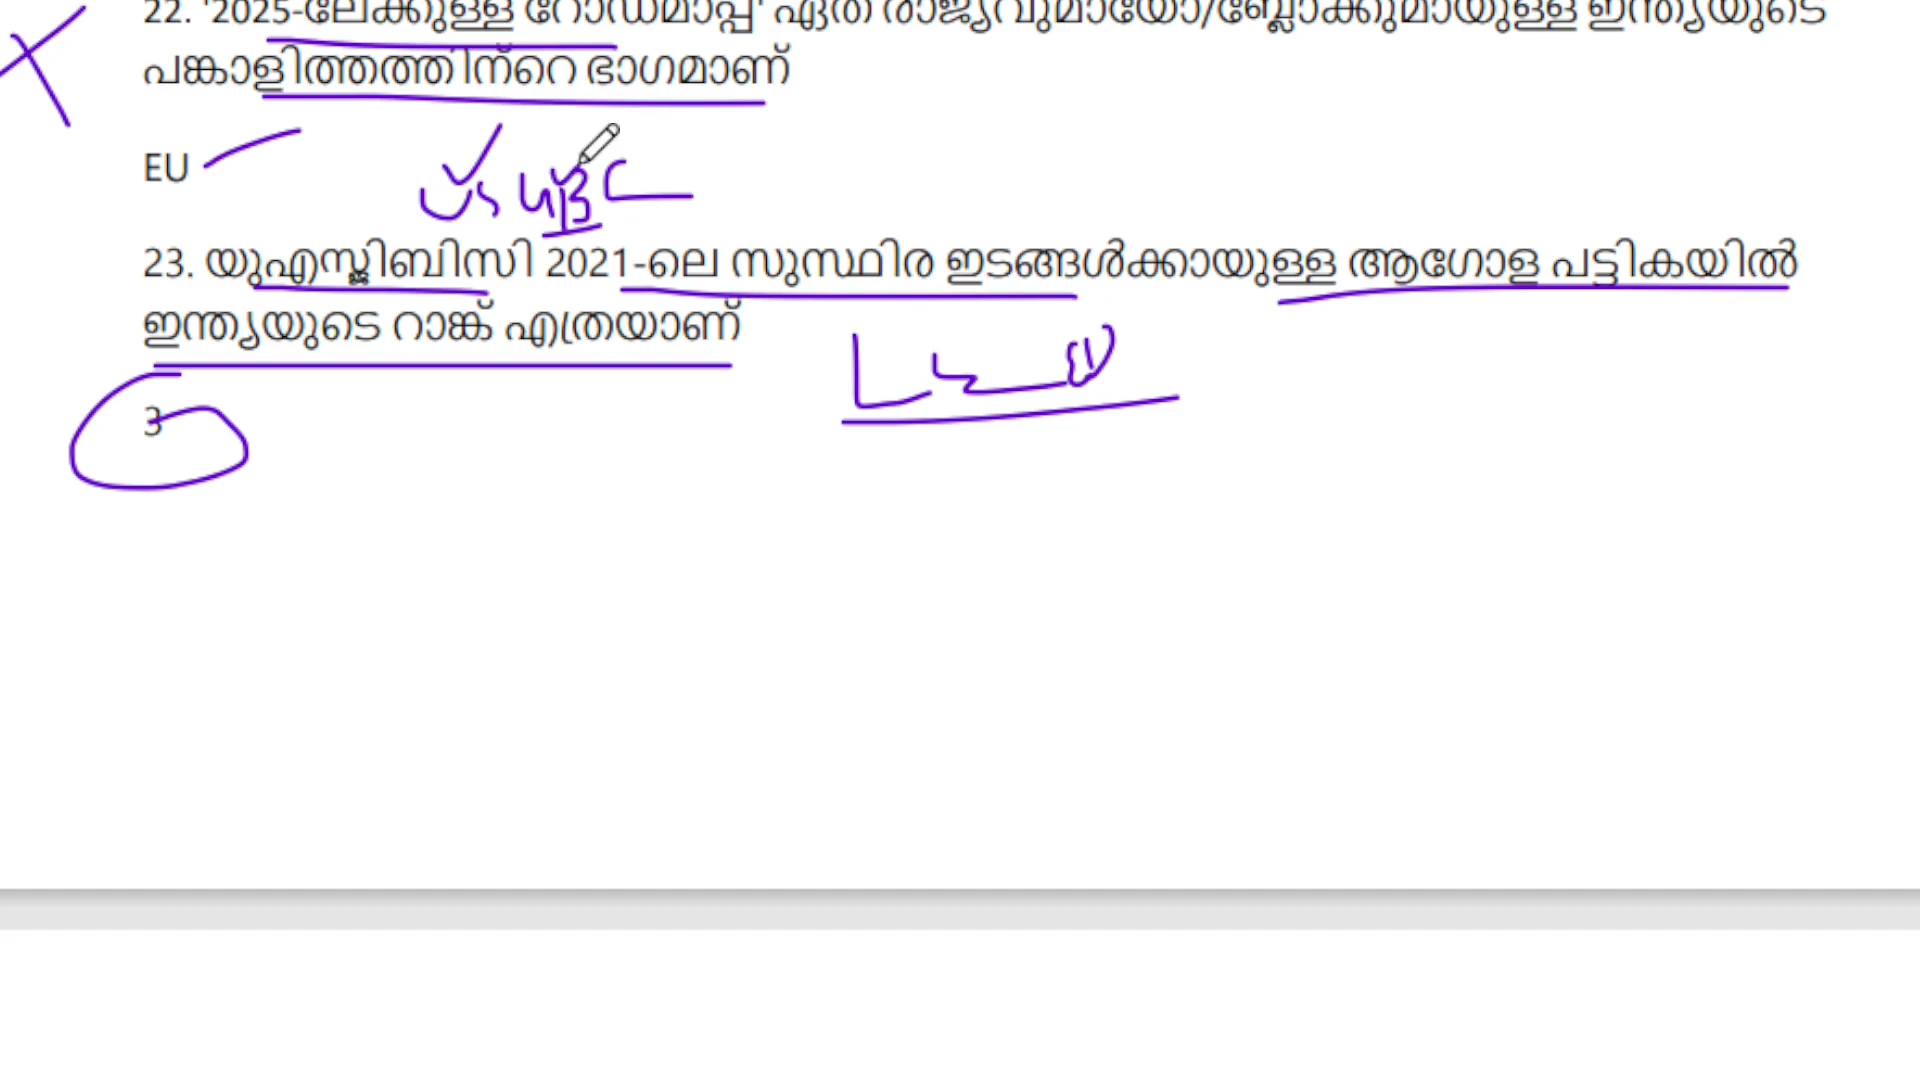 22. '2025-ലേക്കുള്ള റോഡ്മാപ്പ്' ഏത് രാജ്യവുമായോ/ബ്ലോക്കുമായുള്ള ഇന്ത്യയുടെ
പങ്കാളിത്തത്തിന്റെ ഭാഗമാണ്
EU
23. യുഎസ്ജിബിസി 2021-ലെ സുസ്ഥിര ഇടങ്ങൾക്കായുള്ള ആഗോള പട്ടികയിൽ
ഇന്ത്യയുടെ റാങ്ക് എത്രയാണ്
3